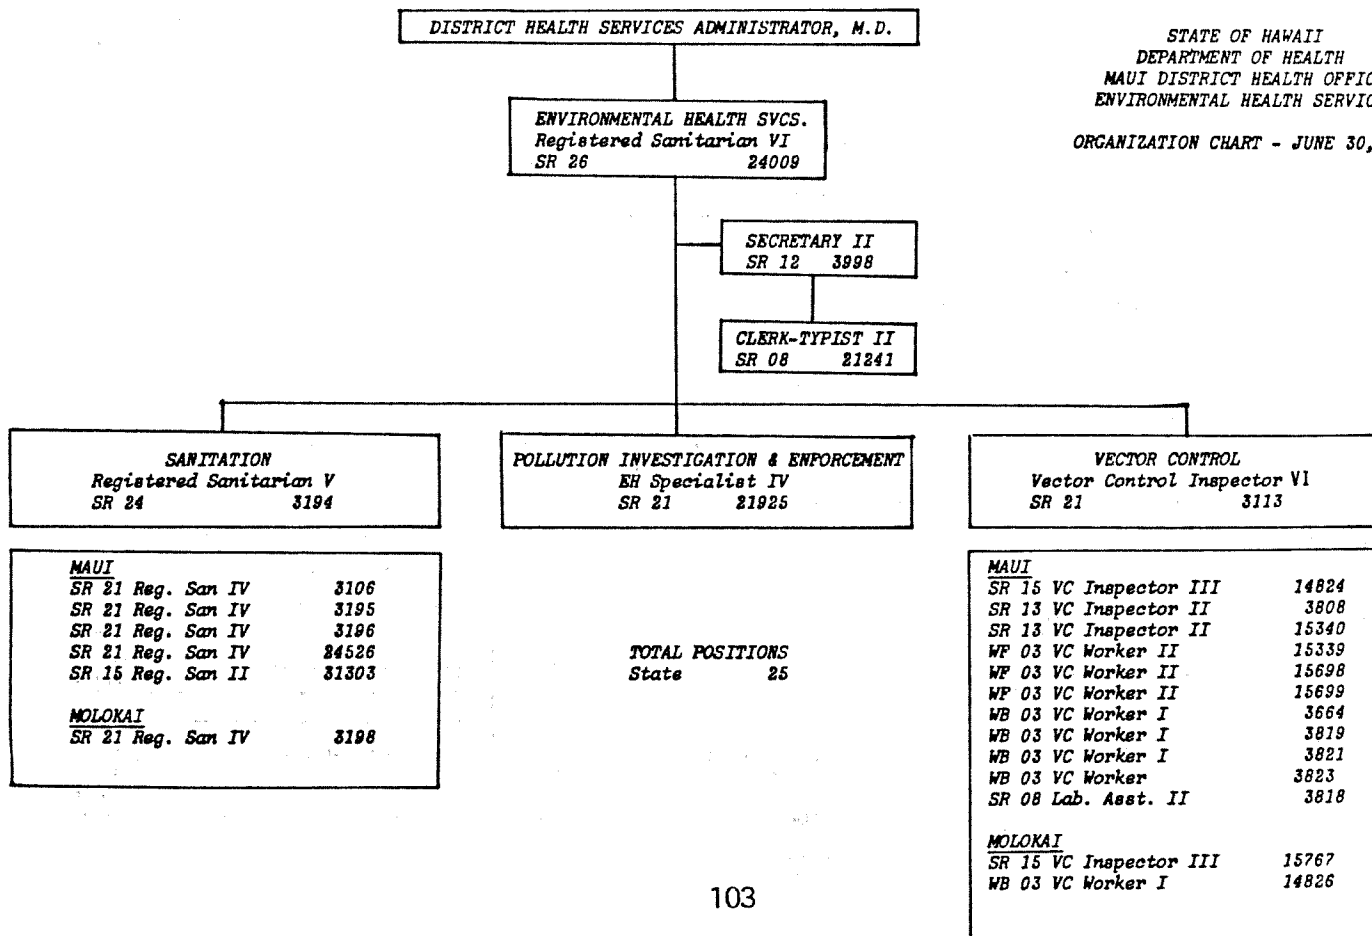 DISTRICT HEALTH SERVICES ADMINISTRATOR, M.D.
STATE OF HAWAII
DEPARTMENT OF HEALTH
MAUI DISTRICT HEALTH OFFIC
ENVIRONMENTAL HEALTH SERVIC
ORGANIZATION CHART - JUNE 30,
ENVIRONMENTAL HEALTH SVCS.
Registered Sanitarian VI
SR 26 24009
SECRETARY II
SR 12 3998
CLERK-TYPIST II
SR 08 21241
SANITATION
Registered Sanitarian V
SR 24 3194
POLLUTION INVESTIGATION & ENFORCEMENT
EH Specialist IV
SR 21 21925
VECTOR CONTROL
Vector Control Inspector VI
SR 21 3113
MAUI
SR 21 Reg. San IV 3106
SR 21 Reg. San IV 3195
SR 21 Reg. San IV 3196
SR 21 Reg. San IV 24526
SR 15 Reg. San II 31303
MOLOKAI
SR 21 Reg. San IV 3198
TOTAL POSITIONS
State 25
MAUI
SR 15 VC Inspector III 14824
SR 13 VC Inspector II 3808
SR 13 VC Inspector II 15340
WF 03 VC Worker II 15339
WF 03 VC Worker II 15698
WF 03 VC Worker II 15699
WB 03 VC Worker I 3664
WB 03 VC Worker I 3819
WB 03 VC Worker I 3821
WB 03 VC Worker 3823
SR 08 Lab. Asst. II 3818
MOLOKAI
SR 15 VC Inspector III 15767
WB 03 VC Worker I 14826
103